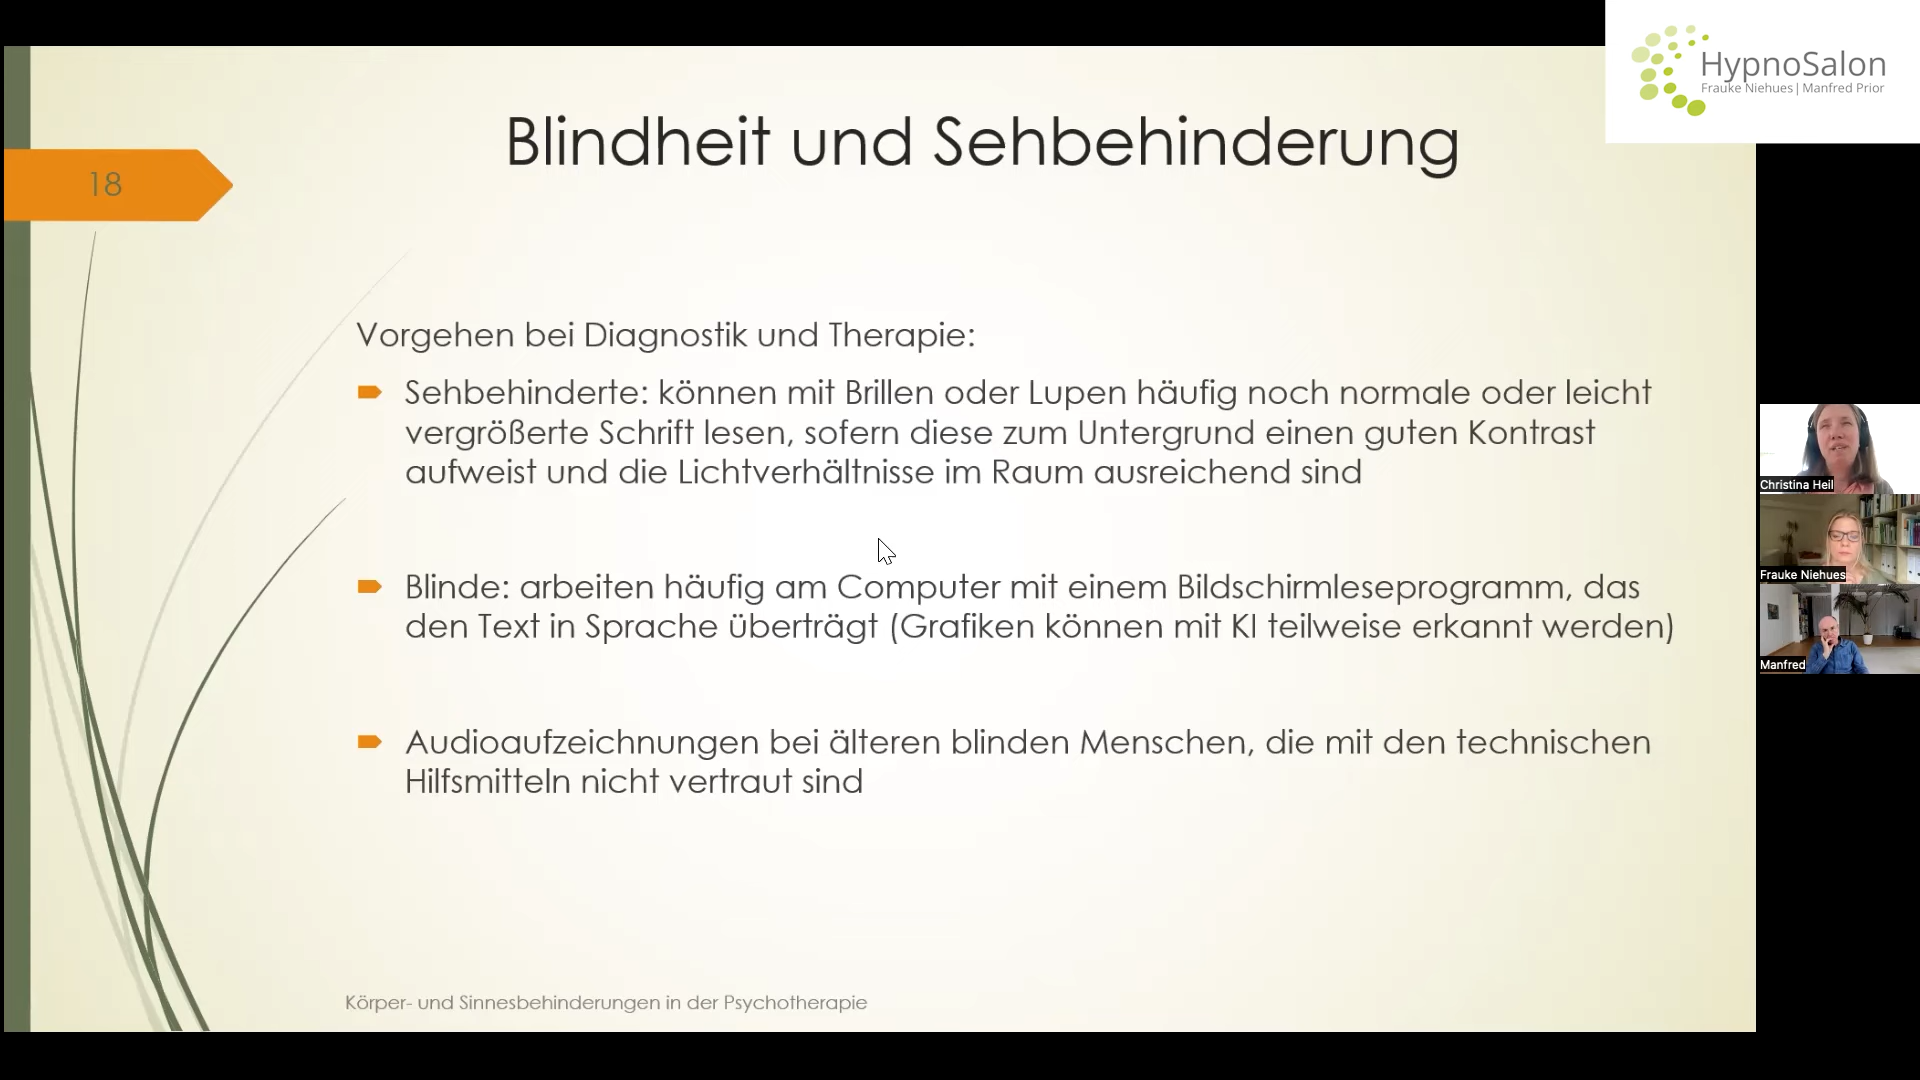 HypnoSalon
Frauke Niehues | Manfred Prior
Blindheit und Sehbehinderung
18
Vorgehen bei Diagnostik und Therapie:
Sehbehinderte: können mit Brillen oder Lupen häufig noch normale oder leicht
vergrößerte Schrift lesen, sofern diese zum Untergrund einen guten Kontrast
aufweist und die Lichtverhältnisse im Raum ausreichend sind
Blinde: arbeiten häufig am Computer mit einem Bildschirmleseprogramm, das
den Text in Sprache überträgt (Grafiken können mit KI teilweise erkannt werden)
Audioaufzeichnungen bei älteren blinden Menschen, die mit den technischen
Hilfsmitteln nicht vertraut sind
Körper- und Sinnesbehinderungen in der Psychotherapie
Christina Heil
Frauke Niehues
Manfred